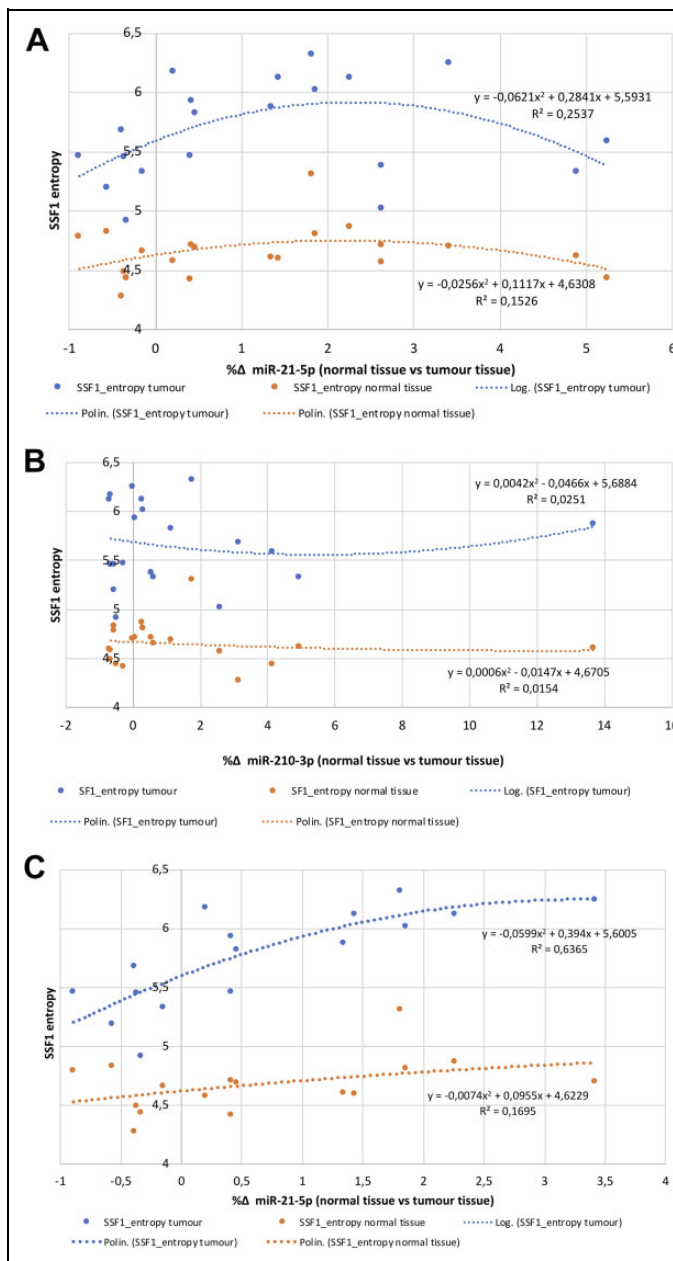 A
6,5
6
5,5
5
4,5
4
SSF1 entropy
y = -0,0621x² + 0,2841x + 5,5931
R² = 0,2537
y = -0,0256x² + 0,1117x + 4,6308
R² = 0,1526
-1 0 1 2 3 4 5 6
%Δ miR-21-5p (normal tissue vs tumour tissue)
SSF1_entropy tumour SSF1_entropy normal tissue Log. (SSF1_entropy tumour)
Polin. (SSF1_entropy tumour) Polin. (SSF1_entropy normal tissue)
B
6,5
6
5,5
5
4,5
4
SSF1 entropy
y = 0,0042x² - 0,0466x + 5,6884
R² = 0,0251
y = 0,0006x² - 0,0147x + 4,6705
R² = 0,0154
-2 0 2 4 6 8 10 12 14 16
%Δ miR-210-3p (normal tissue vs tumour tissue)
SF1_entropy tumour SF1_entropy normal tissue Log. (SF1_entropy tumour)
Polin. (SF1_entropy tumour) Polin. (SF1_entropy normal tissue)
C
6,5
6
5,5
5
4,5
4
SSF1 entropy
y = -0,0599x² + 0,394x + 5,6005
R² = 0,6365
y = -0,0074x² + 0,0955x + 4,6229
R² = 0,1695
-1 -0,5 0 0,5 1 1,5 2 2,5 3 3,5 4
%Δ miR-21-5p (normal tissue vs tumour tissue)
SSF1_entropy tumour SSF1_entropy normal tissue Log. (SSF1_entropy tumour)
Polin. (SSF1_entropy tumour) Polin. (SSF1_entropy normal tissue)